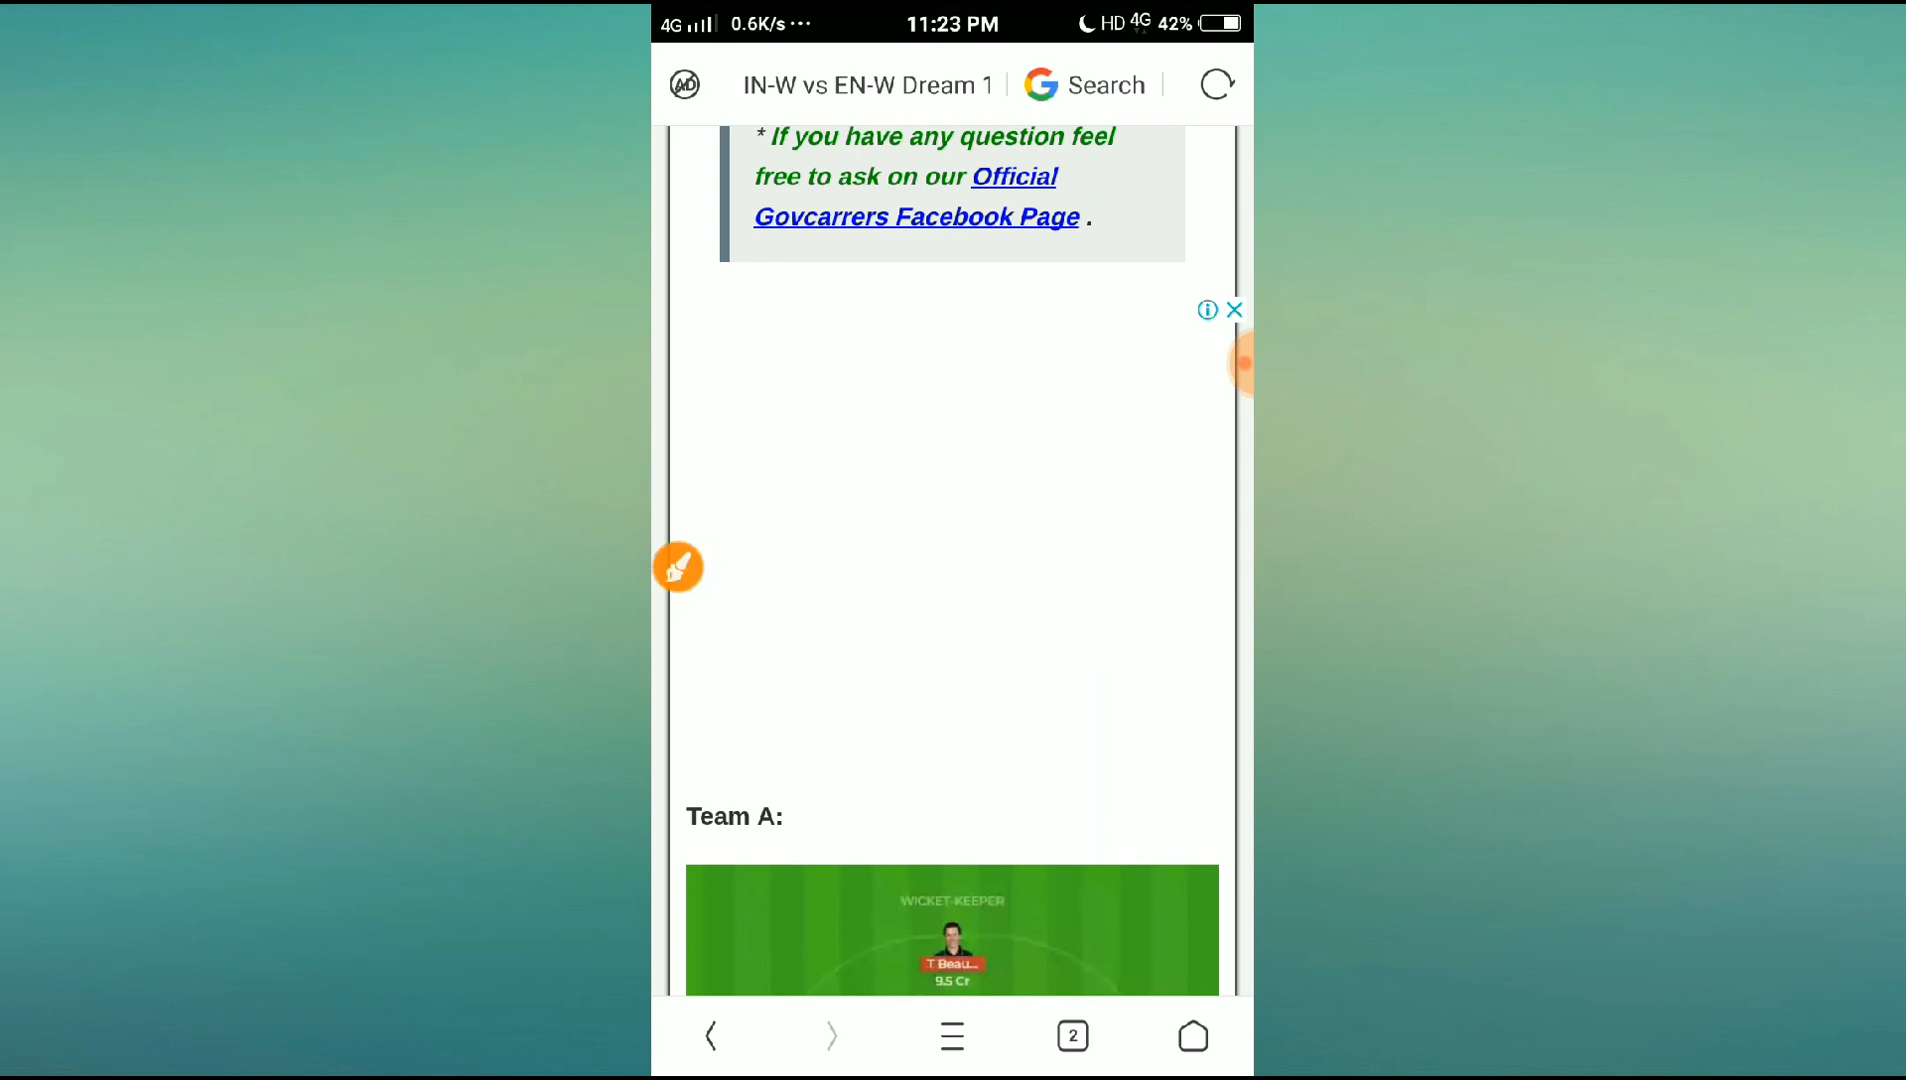 4G 0.6K/s ··· 11:23 PM HD 4G 42%
IN-W vs EN-W Dream 1 Search
* If you have any question feel
free to ask on our Official
Govcarrers Facebook Page .
Team A:
WICKET-KEEPER
T Beau...
9.5 Cr
2